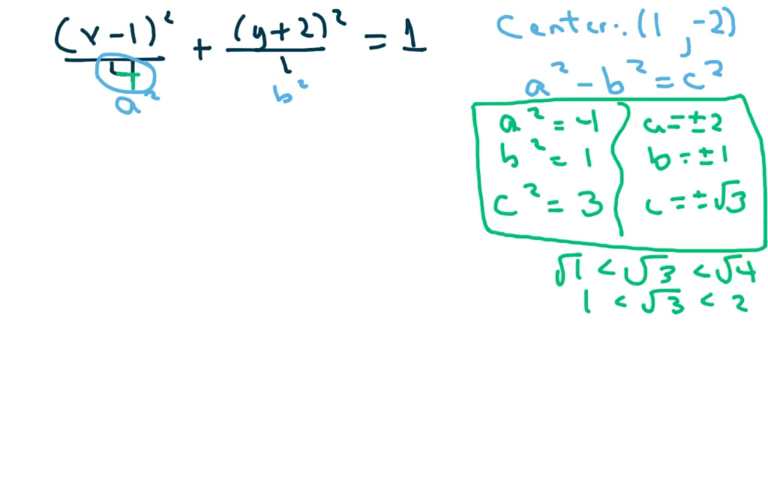 (x-1)²/4 + (y+2)²/1 = 1
a² b²
Center: (1, -2)
a² - b² = c²
a² = 4 a = ±2
b² = 1 b = ±1
c² = 3 c = ±√3
√1 < √3 < √4
1 < √3 < 2